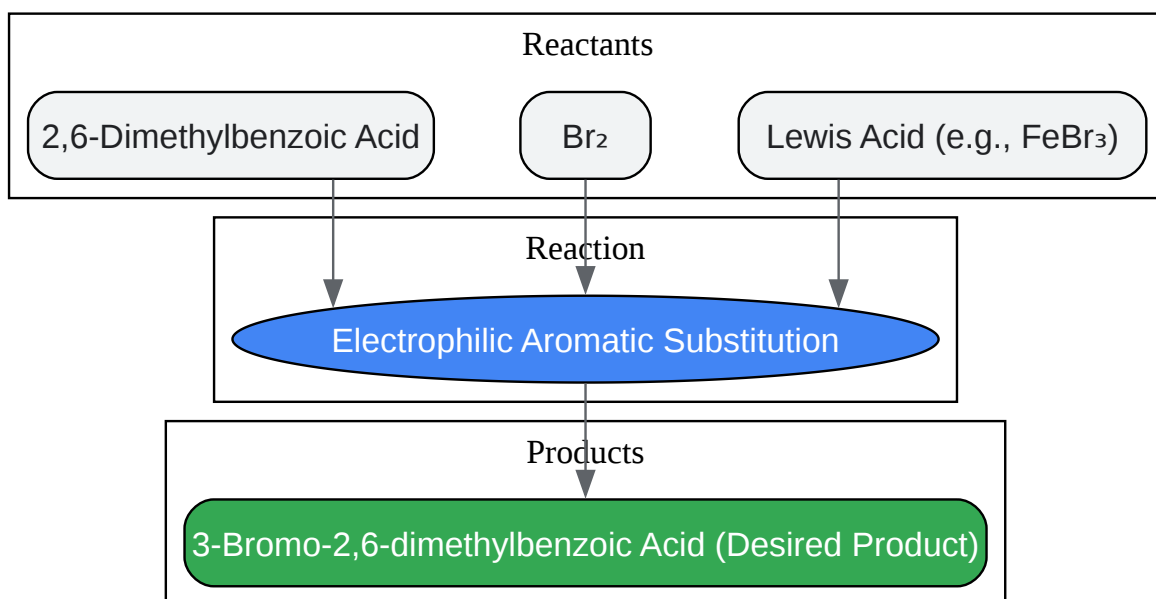 Reactants
2,6-Dimethylbenzoic Acid
Br₂
Lewis Acid (e.g., FeBr₃)
Reaction
Electrophilic Aromatic Substitution
Products
3-Bromo-2,6-dimethylbenzoic Acid (Desired Product)